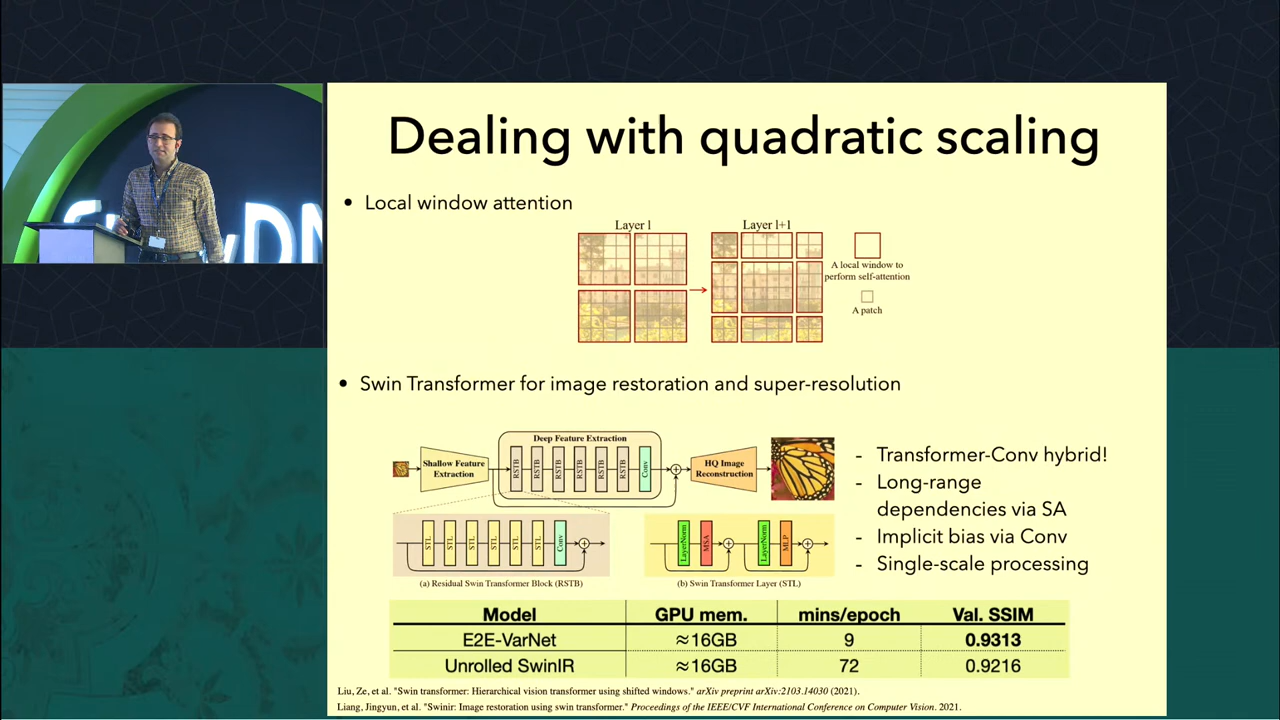 Dealing with quadratic scaling
• Local window attention
Layer l
Layer l+1
A local window to
perform self-attention
A patch
• Swin Transformer for image restoration and super-resolution
Deep Feature Extraction
Shallow Feature
Extraction
RSTB
RSTB
RSTB
RSTB
RSTB
RSTB
Conv
HQ Image
Reconstruction
STL
STL
STL
STL
STL
STL
Conv
LayerNorm
MSA
LayerNorm
MLP
(a) Residual Swin Transformer Block (RSTB)
(b) Swin Transformer Layer (STL)
- Transformer-Conv hybrid!
- Long-range
dependencies via SA
- Implicit bias via Conv
- Single-scale processing
Model GPU mem. mins/epoch Val. SSIM
E2E-VarNet ≈16GB 9 0.9313
Unrolled SwinIR ≈16GB 72 0.9216
Liu, Ze, et al. "Swin transformer: Hierarchical vision transformer using shifted windows." arXiv preprint arXiv:2103.14030 (2021).
Liang, Jingyun, et al. "Swinir: Image restoration using swin transformer." Proceedings of the IEEE/CVF International Conference on Computer Vision. 2021.